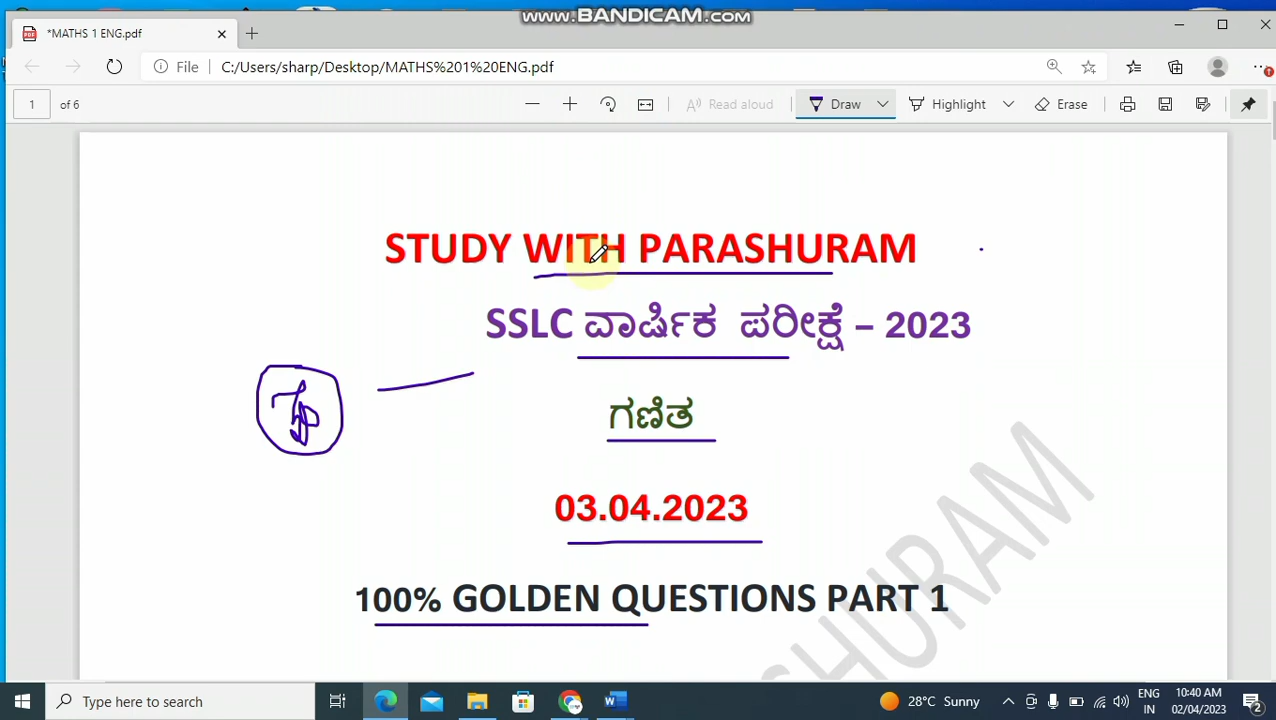 www.BANDICAM.com
*MATHS 1 ENG.pdf
File C:/Users/sharp/Desktop/MATHS%201%20ENG.pdf
1 of 6 Read aloud Draw Highlight Erase
STUDY WITH PARASHURAM
SSLC ವಾರ್ಷಿಕ ಪರೀಕ್ಷೆ – 2023
ಗಣಿತ
03.04.2023
100% GOLDEN QUESTIONS PART 1
SHURAM
Type here to search 28°C Sunny ENG 10:40 AM
IN 02/04/2023 2